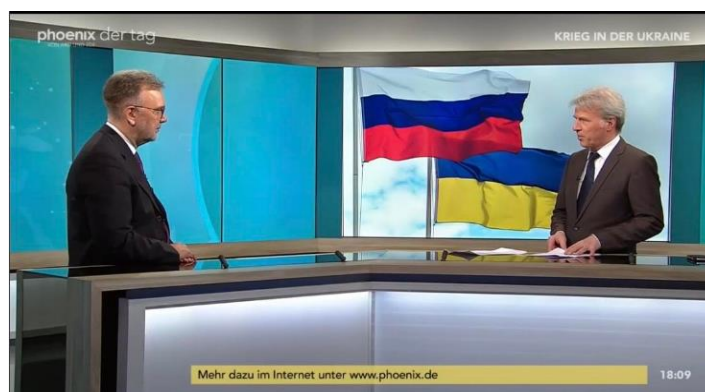 phoenix der tag
KRIEG IN DER UKRAINE
Mehr dazu im Internet unter www.phoenix.de
18:09